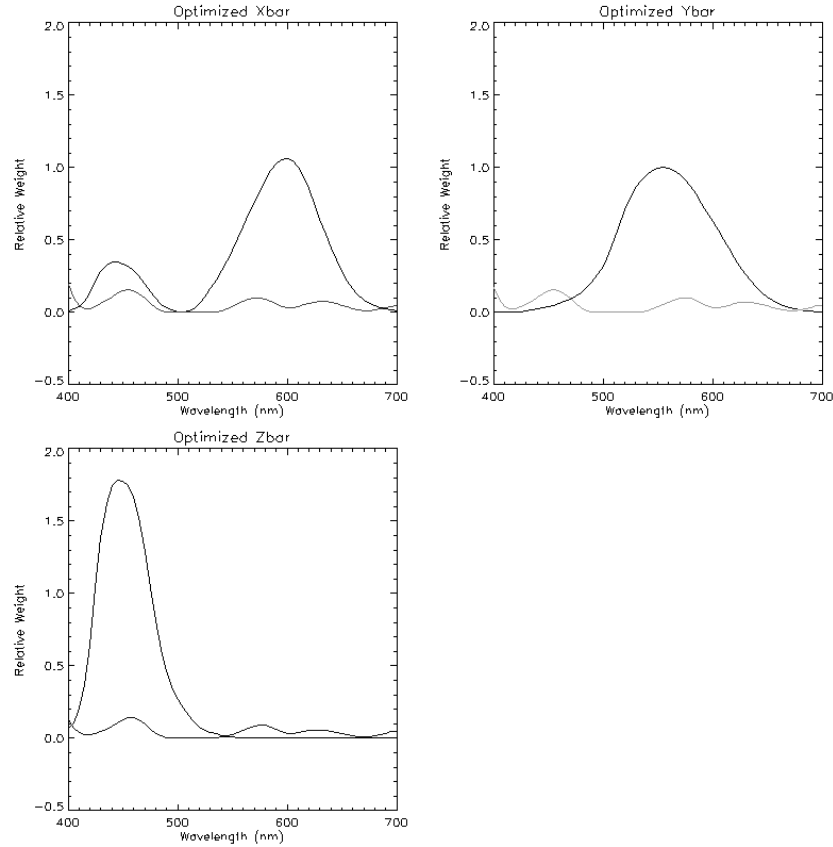 Optimized Xbar
2.0
1.5
1.0
0.5
0.0
-0.5
Relative Weight
400 500 600 700
Wavelength (nm)
Optimized Ybar
2.0
1.5
1.0
0.5
0.0
-0.5
Relative Weight
400 500 600 700
Wavelength (nm)
Optimized Zbar
2.0
1.5
1.0
0.5
0.0
-0.5
Relative Weight
400 500 600 700
Wavelength (nm)